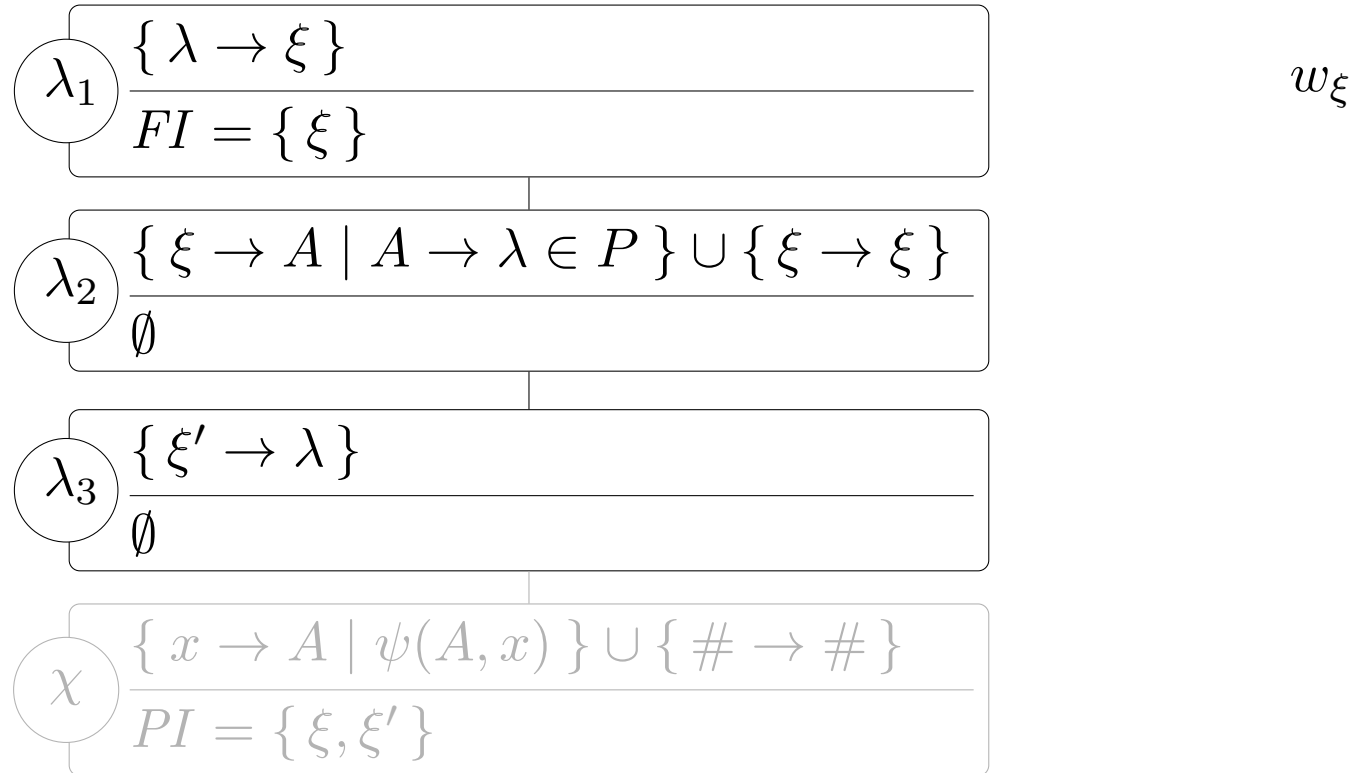 λ₁ { λ → ξ }
FI = { ξ }
w_ξ
λ₂ { ξ → A | A → λ ∈ P } ∪ { ξ → ξ }
∅
λ₃ { ξ′ → λ }
∅
χ { x → A | ψ(A, x) } ∪ { # → # }
PI = { ξ, ξ′ }